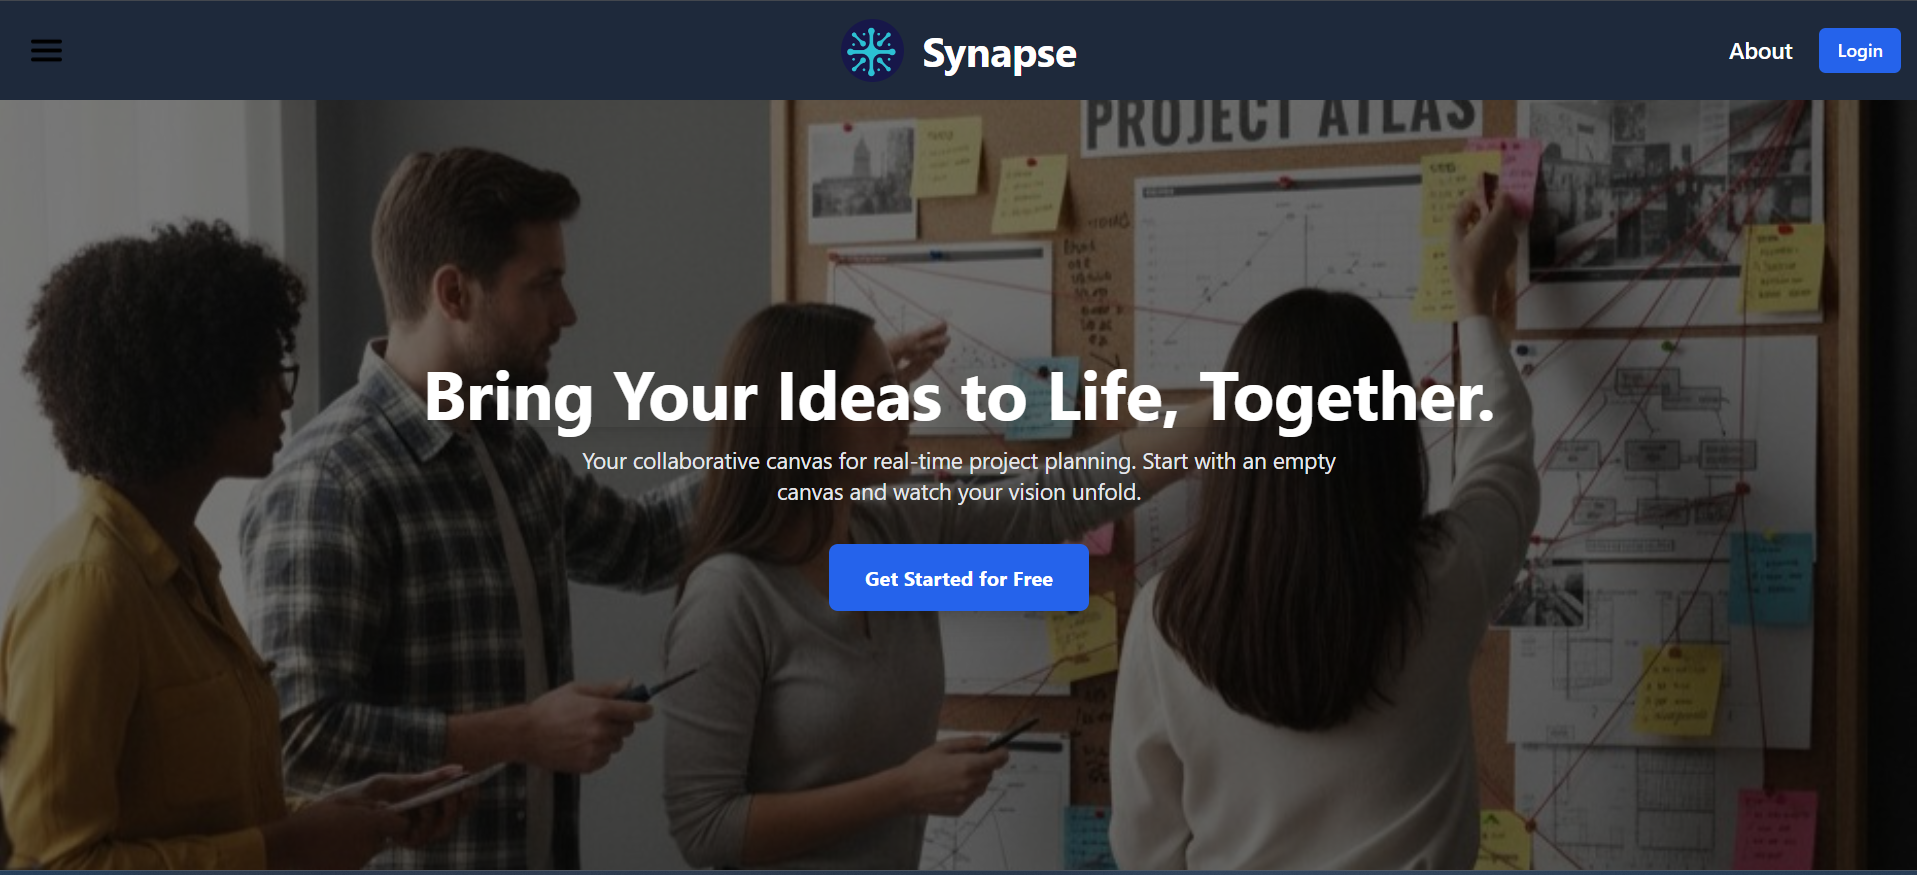 Synapse
About
Login
PROJECT ATLAS
Bring Your Ideas to Life, Together.
Your collaborative canvas for real-time project planning. Start with an empty
canvas and watch your vision unfold.
Get Started for Free